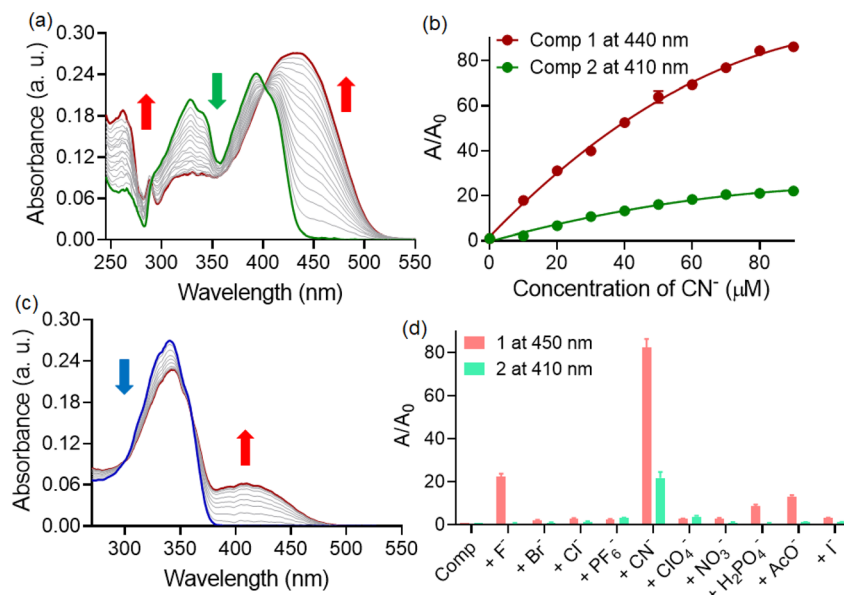 (a)
Absorbance (a. u.)
0.30
0.24
0.18
0.12
0.06
0.00
250 300 350 400 450 500 550
Wavelength (nm)
(b)
Comp 1 at 440 nm
Comp 2 at 410 nm
A/A₀
80
60
40
20
0
0 20 40 60 80
Concentration of CN⁻ (μM)
(c)
Absorbance (a. u.)
0.30
0.24
0.18
0.12
0.06
0.00
300 350 400 450 500 550
Wavelength (nm)
(d)
1 at 450 nm
2 at 410 nm
A/A₀
80
60
40
20
0
Comp
+ F⁻
+ Br⁻
+ Cl⁻
+ PF₆⁻
+ CN⁻
+ ClO₄⁻
+ NO₃⁻
+ H₂PO₄⁻
+ AcO⁻
+ I⁻